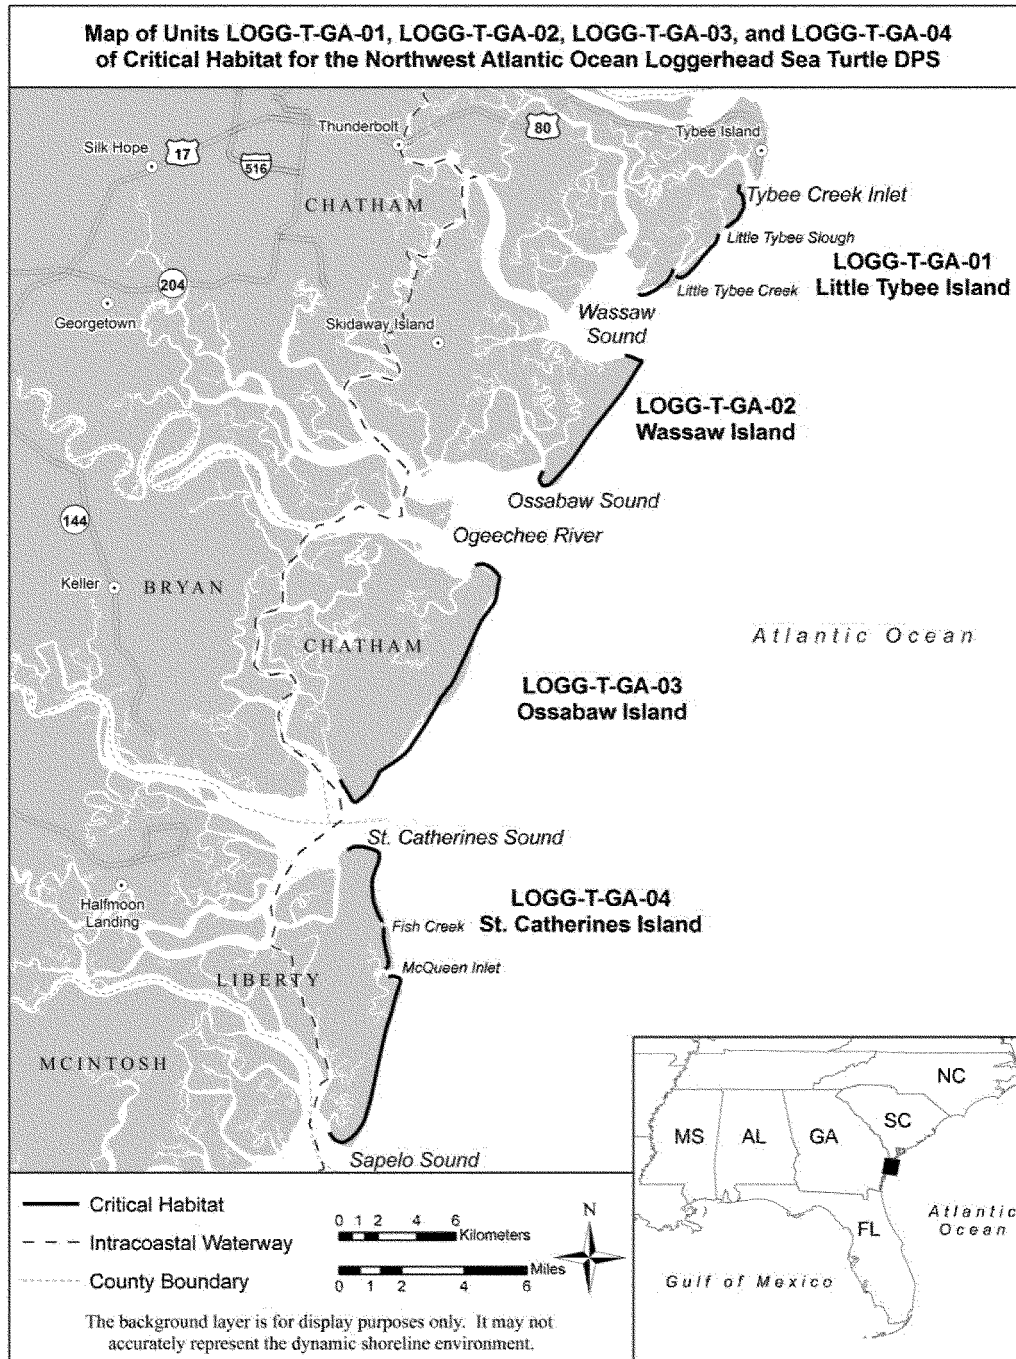 Map of Units LOGG-T-GA-01, LOGG-T-GA-02, LOGG-T-GA-03, and LOGG-T-GA-04
of Critical Habitat for the Northwest Atlantic Ocean Loggerhead Sea Turtle DPS
Thunderbolt
80
Tybee Island
Silk Hope
17
516
CHATHAM
Tybee Creek Inlet
Little Tybee Slough
LOGG-T-GA-01
Little Tybee Island
Little Tybee Creek
204
Georgetown
Skidaway Island
Wassaw
Sound
LOGG-T-GA-02
Wassaw Island
Ossabaw Sound
144
Ogeechee River
Keller
BRYAN
CHATHAM
Atlantic Ocean
LOGG-T-GA-03
Ossabaw Island
St. Catherines Sound
Halfmoon
Landing
LOGG-T-GA-04
St. Catherines Island
Fish Creek
McQueen Inlet
LIBERTY
MCINTOSH
Sapelo Sound
NC
SC
MS
AL
GA
FL
Atlantic
Ocean
Gulf of Mexico
Critical Habitat
Intracoastal Waterway
County Boundary
0 1 2 4 6
Kilometers
Miles
0 1 2 4 6
N
The background layer is for display purposes only. It may not
accurately represent the dynamic shoreline environment.